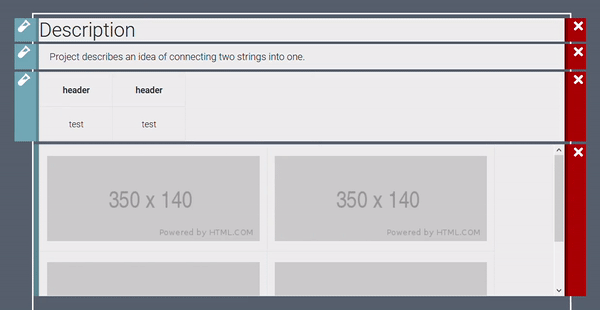 Description
Project describes an idea of connecting two strings into one.
header header
test test
350 x 140 350 x 140
Powered by HTML.COM Powered by HTML.COM